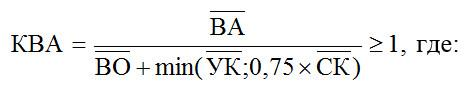 КВА = ВА / (ВО + min(УК;0,75 × СК)) ≥ 1, где: